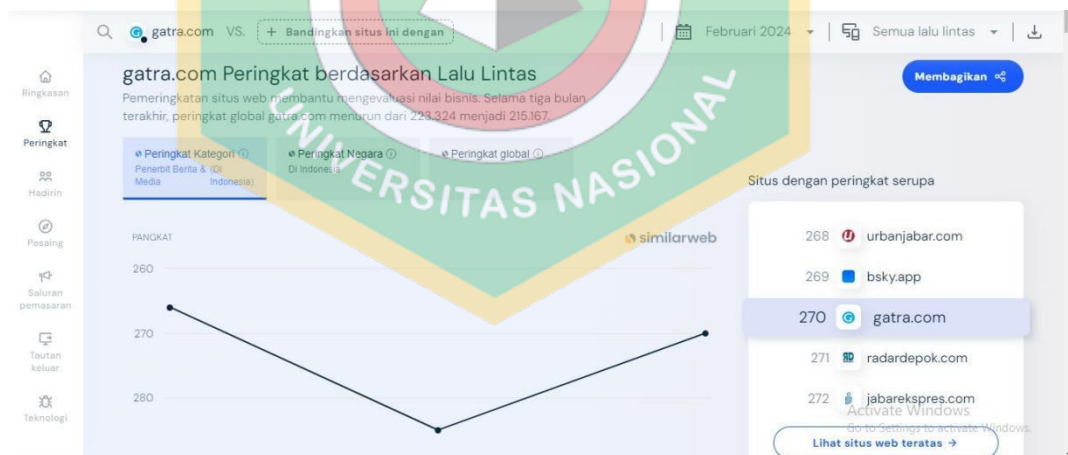 gatra.com VS. + Bandingkan situs ini dengan
Februari 2024
Semua lalu lintas
Ringkasan
Peringkat
Hadirin
Posaing
Saluran
pemasaran
Tautan
keluar
Teknologi
gatra.com Peringkat berdasarkan Lalu Lintas
Pemeringkatan situs web membantu mengevaluasi nilai bisnis. Selama tiga bulan
terakhir, peringkat global gatra.com menurun dari 223.324 menjadi 215.167.
Membagikan
Peringkat Kategori
Penerbit Berita & (Di
Media Indonesia)
Peringkat Negara
Di Indonesia
Peringkat global
UNIVERSITAS NASIONAL
PANGKAT
similarweb
260
270
280
Situs dengan peringkat serupa
268 urbanjabar.com
269 bsky.app
270 gatra.com
271 radardepok.com
272 jabarekspres.com
Activate Windows
Go to Settings to activate Windows.
Lihat situs web teratas →